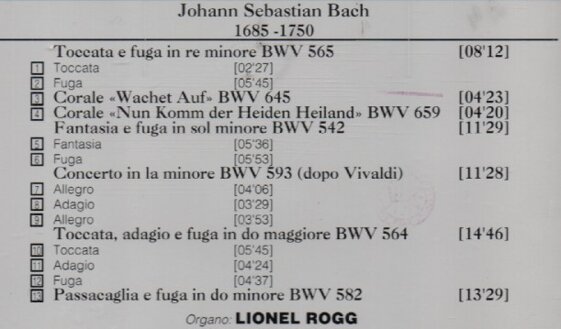 Johann Sebastian Bach
1685 -1750
Toccata e fuga in re minore BWV 565 [08'12]
1 Toccata [02'27]
2 Fuga [05'45]
3 Corale «Wachet Auf» BWV 645 [04'23]
4 Corale «Nun Komm der Heiden Heiland» BWV 659 [04'20]
Fantasia e fuga in sol minore BWV 542 [11'29]
5 Fantasia [05'36]
6 Fuga [05'53]
Concerto in la minore BWV 593 (dopo Vivaldi) [11'28]
7 Allegro [04'06]
8 Adagio [03'29]
9 Allegro [03'53]
Toccata, adagio e fuga in do maggiore BWV 564 [14'46]
10 Toccata [05'45]
11 Adagio [04'24]
12 Fuga [04'37]
13 Passacaglia e fuga in do minore BWV 582 [13'29]
Organo: LIONEL ROGG